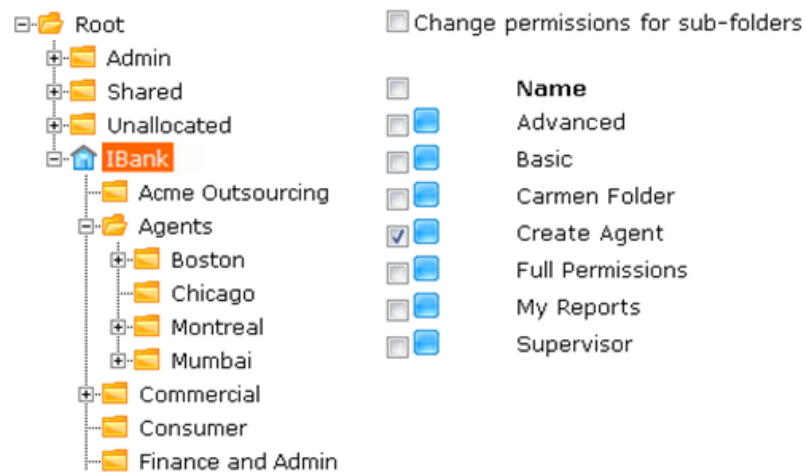 Root
Admin
Shared
Unallocated
IBank
Acme Outsourcing
Agents
Boston
Chicago
Montreal
Mumbai
Commercial
Consumer
Finance and Admin
Change permissions for sub-folders
Name
Advanced
Basic
Carmen Folder
Create Agent
Full Permissions
My Reports
Supervisor